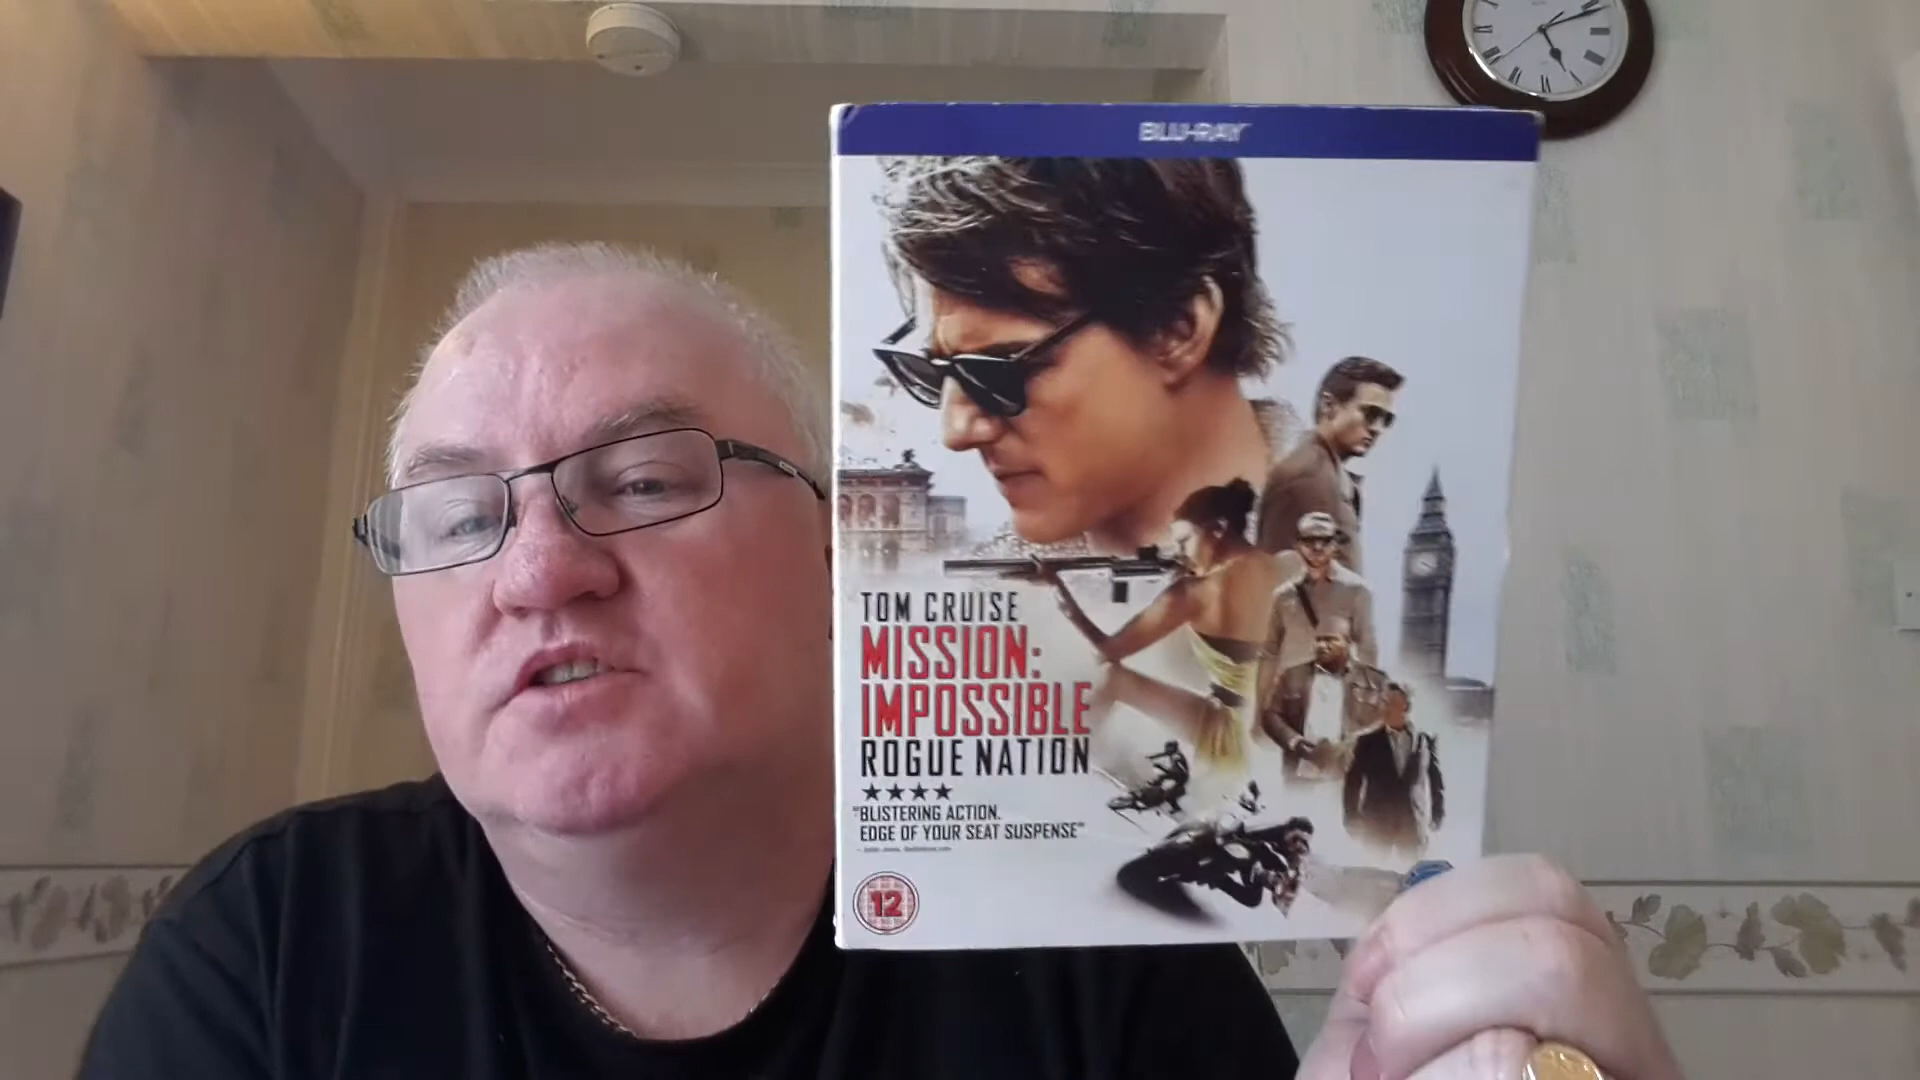 BLU-RAY
TOM CRUISE
MISSION:
IMPOSSIBLE
ROGUE NATION
★★★★
"BLISTERING ACTION.
EDGE OF YOUR SEAT SUSPENSE"
12